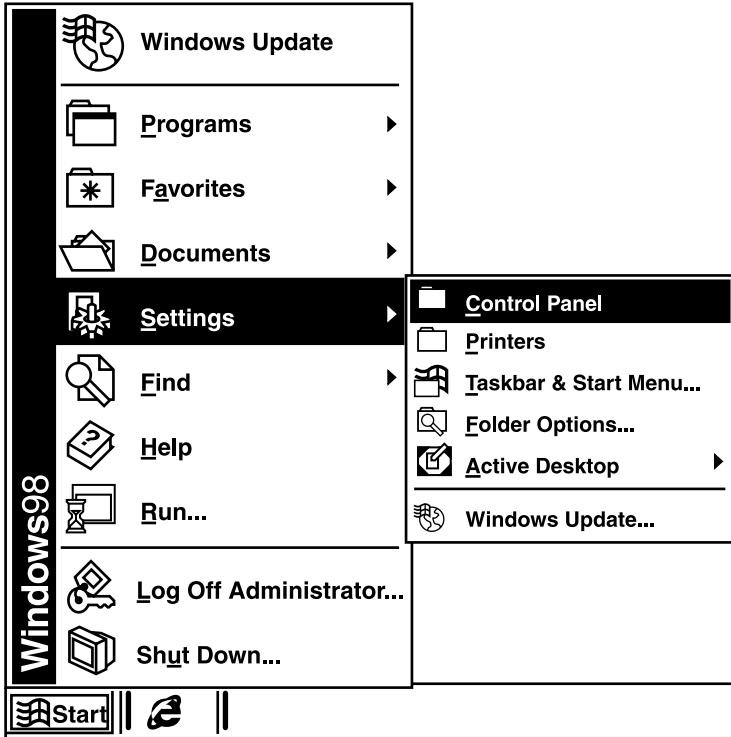 Windows Update
Programs
Favorites
Documents
Settings
Find
Help
Run...
Log Off Administrator...
Shut Down...
Windows98
Control Panel
Printers
Taskbar & Start Menu...
Folder Options...
Active Desktop
Windows Update...
Start